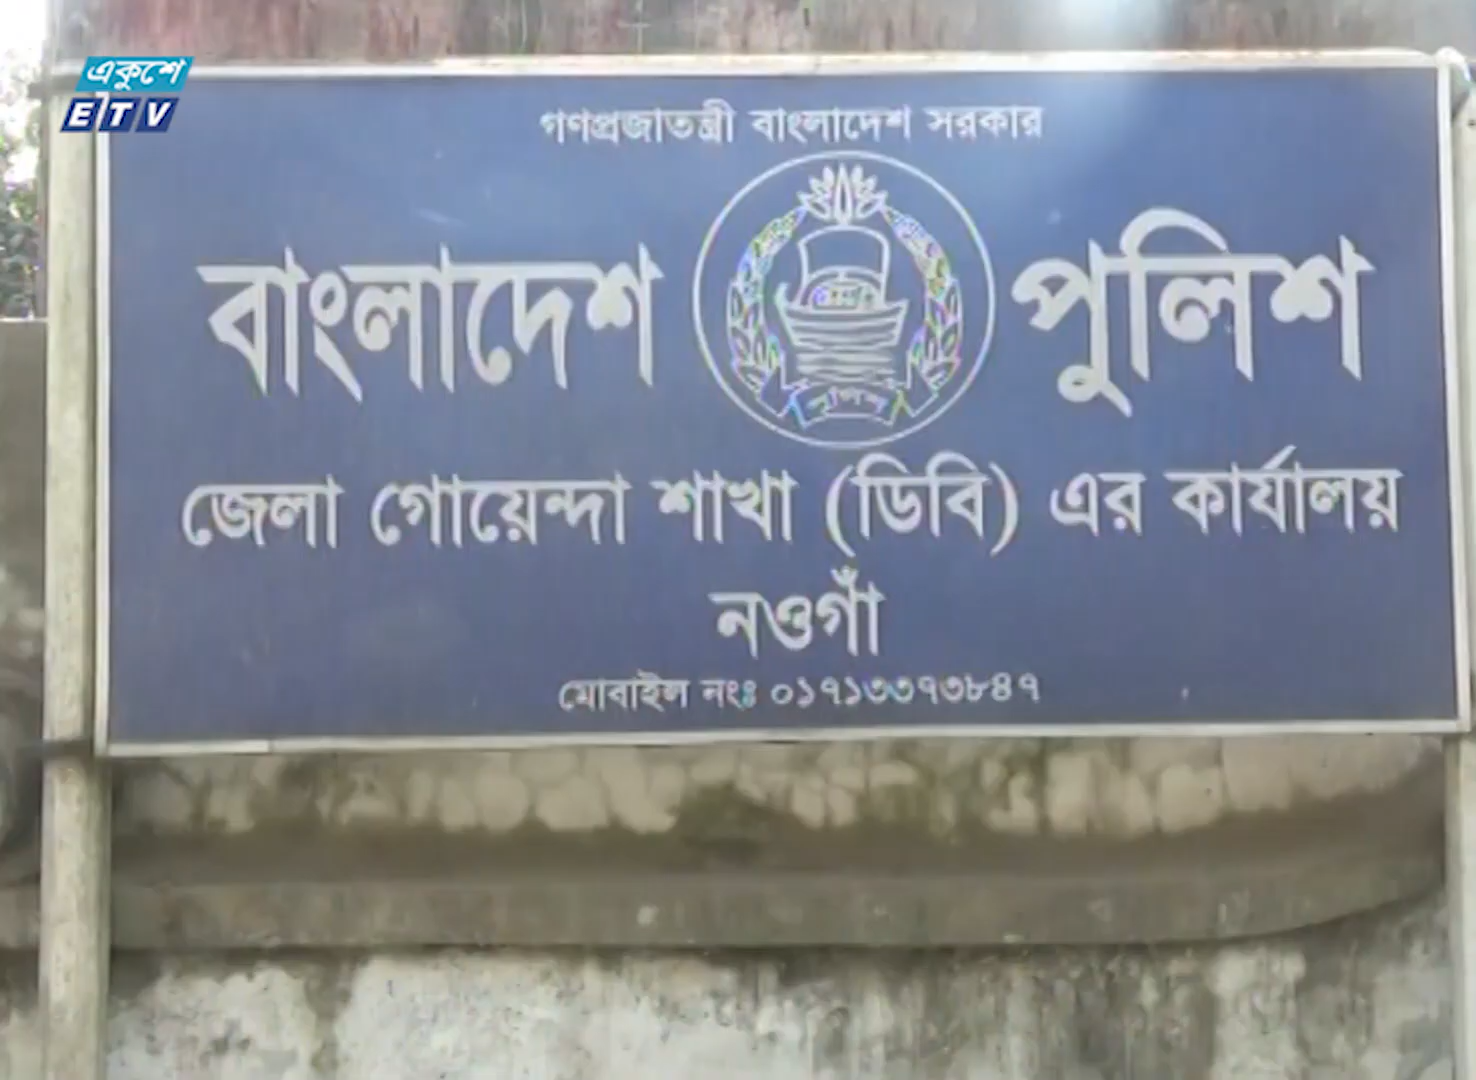 একুশে
ETV
গণপ্রজাতন্ত্রী বাংলাদেশ সরকার
বাংলাদেশ পুলিশ
পুলিশ
জেলা গোয়েন্দা শাখা (ডিবি) এর কার্যালয়
নওগাঁ
মোবাইল নংঃ ০১৭১৩৩৭৩৮৪৭